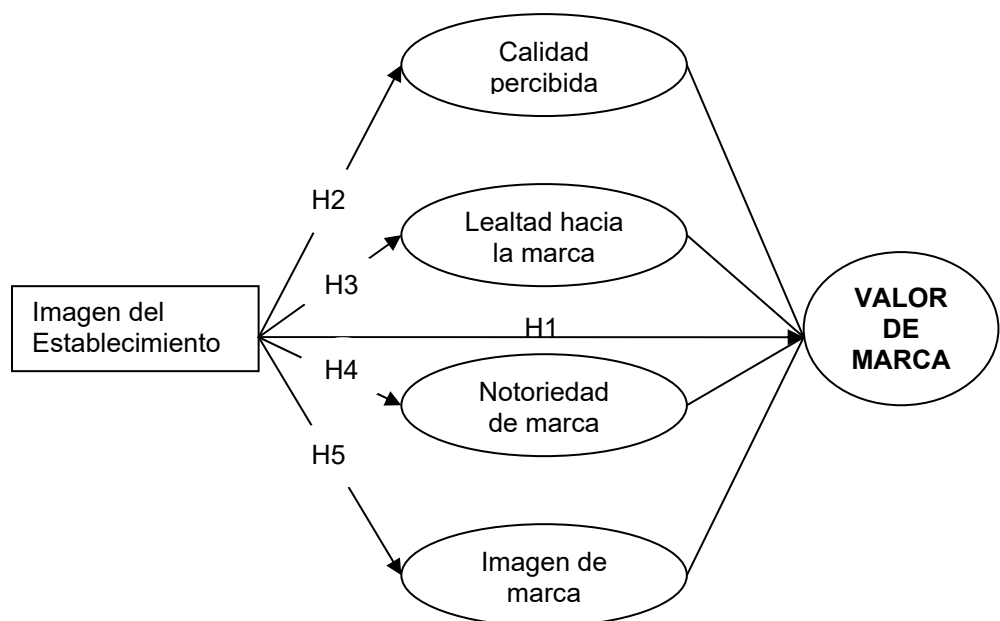 Calidad
percibida
H2
Lealtad hacia
la marca
H3
Imagen del
Establecimiento
H1
VALOR
DE
MARCA
H4
Notoriedad
de marca
H5
Imagen de
marca